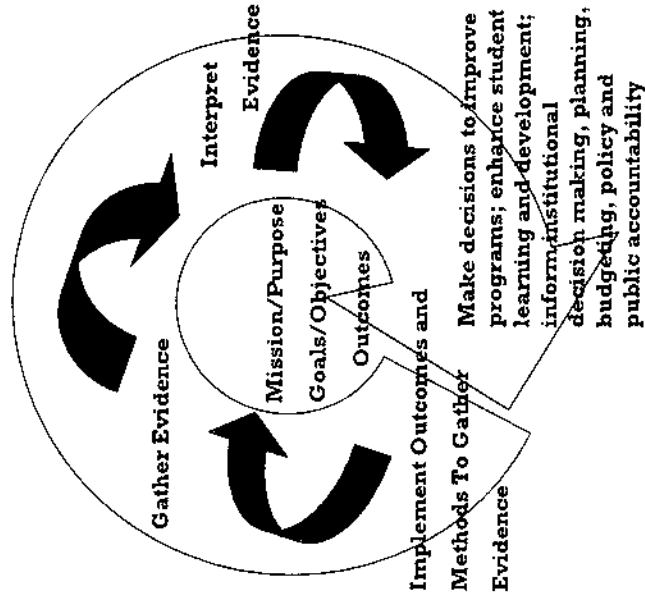 Gather Evidence
Interpret
Evidence
Mission/Purpose
Goals/Objectives
Outcomes
Implement Outcomes and
Methods To Gather
Evidence
Make decisions to improve
programs; enhance student
learning and development;
inform institutional
decision making, planning,
budgeting, policy and
public accountability